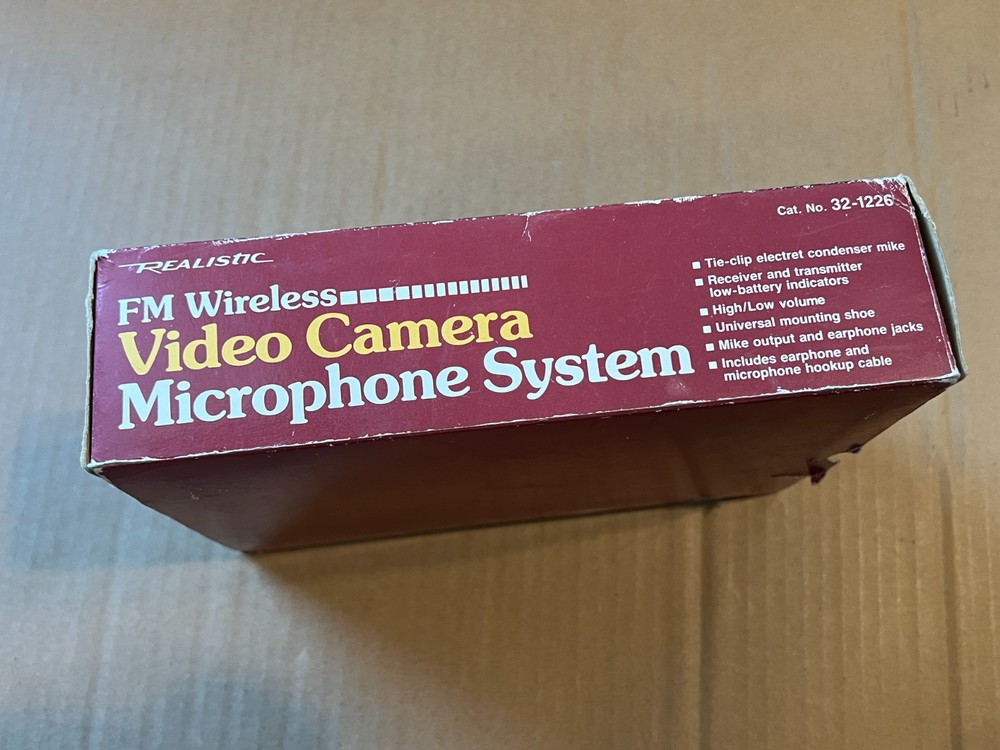 REALISTIC
FM Wireless
Video Camera
Microphone System
Cat. No. 32-1226
■ Tie-clip electret condenser mike
■ Receiver and transmitter
low-battery indicators
■ High/Low volume
■ Universal mounting shoe
■ Mike output and earphone jacks
■ Includes earphone and
microphone hookup cable